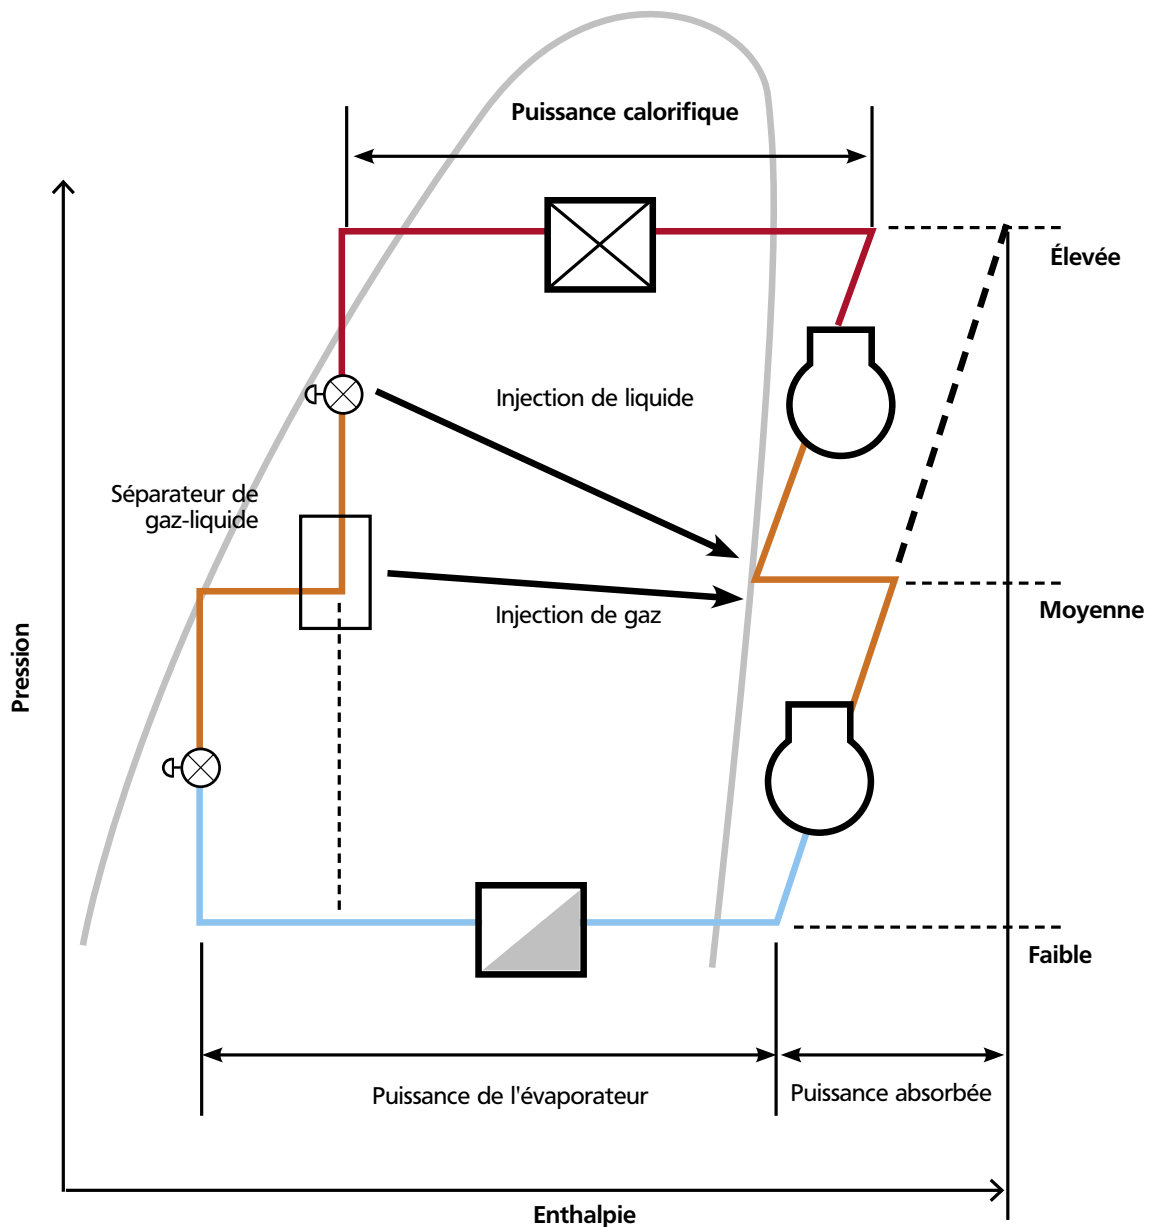 Puissance calorifique
Élevée
Injection de liquide
Séparateur de
gaz-liquide
Injection de gaz
Moyenne
Pression
Faible
Puissance de l'évaporateur
Puissance absorbée
Enthalpie